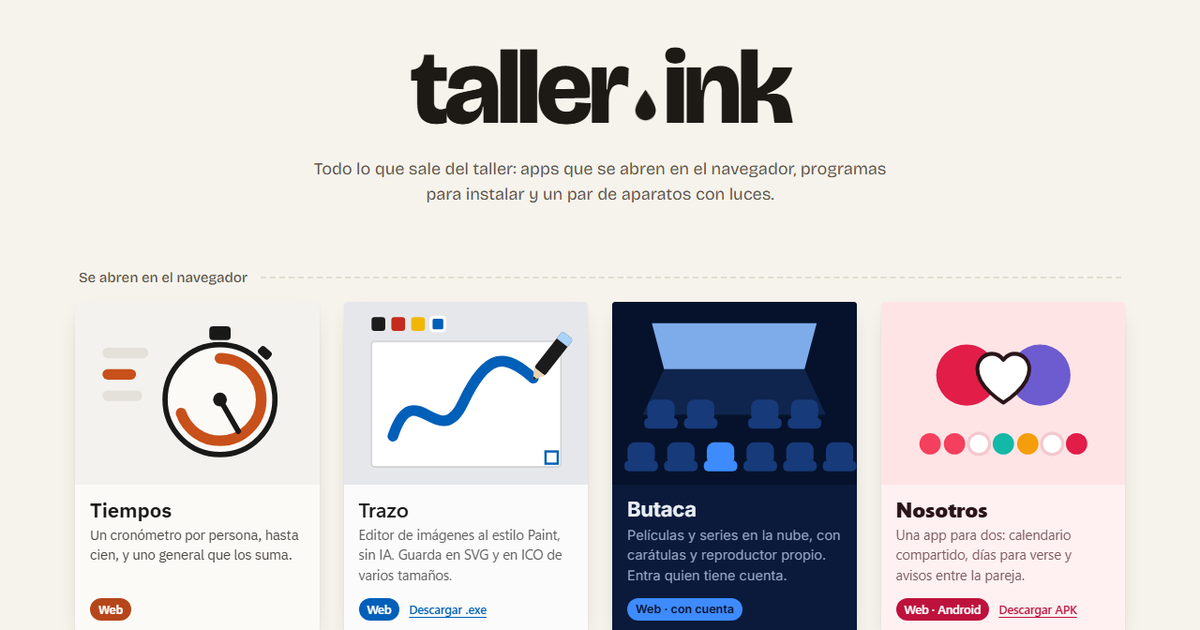 taller.ink
Todo lo que sale del taller: apps que se abren en el navegador, programas
para instalar y un par de aparatos con luces.
Se abren en el navegador
Tiempos
Un cronómetro por persona, hasta
cien, y uno general que los suma.
Web
Trazo
Editor de imágenes al estilo Paint,
sin IA. Guarda en SVG y en ICO de
varios tamaños.
Web Descargar .exe
Butaca
Películas y series en la nube, con
carátulas y reproductor propio.
Entra quien tiene cuenta.
Web · con cuenta
Nosotros
Una app para dos: calendario
compartido, días para verse y
avisos entre la pareja.
Web · Android Descargar APK